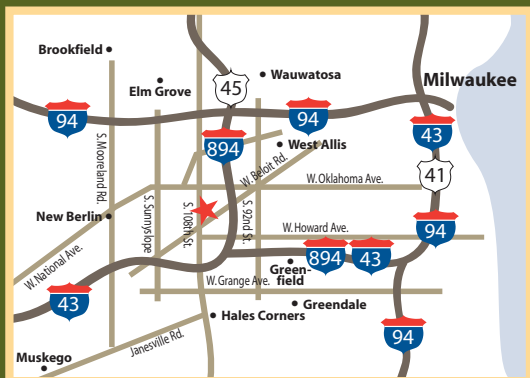 Brookfield
45
Wauwatosa
Milwaukee
Elm Grove
94
94
S. Mooreland Rd.
43
894
West Allis
W. Beloit Rd.
41
W. Oklahoma Ave.
S. Sunnyslope
S. 108th St.
S. 92nd St.
New Berlin
W. Howard Ave.
94
W. National Ave.
894
43
Green-
field
W. Grange Ave.
43
Greendale
Hales Corners
Janesville Rd.
94
Muskego